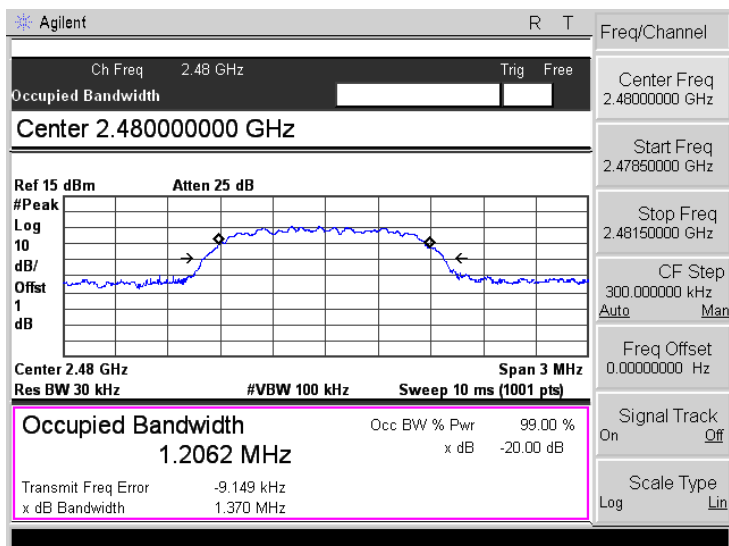 Agilent R T
Ch Freq 2.48 GHz Trig Free
Occupied Bandwidth
Center 2.480000000 GHz
Ref 15 dBm Atten 25 dB
#Peak
Log
10
dB/
Offst
1
dB
Center 2.48 GHz Span 3 MHz
Res BW 30 kHz #VBW 100 kHz Sweep 10 ms (1001 pts)
Occupied Bandwidth Occ BW % Pwr 99.00 %
1.2062 MHz x dB -20.00 dB
Transmit Freq Error -9.149 kHz
x dB Bandwidth 1.370 MHz
Freq/Channel
Center Freq
2.48000000 GHz
Start Freq
2.47850000 GHz
Stop Freq
2.48150000 GHz
CF Step
300.000000 kHz
Auto Man
Freq Offset
0.00000000 Hz
Signal Track
On Off
Scale Type
Log Lin